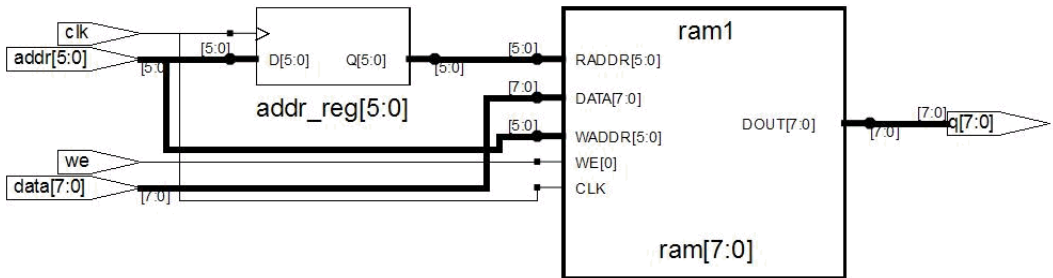 clk
addr[5:0]
[5:0]
[5:0]
D[5:0]
Q[5:0]
[5:0]
addr_reg[5:0]
we
data[7:0]
[7:0]
ram1
[5:0]
RADDR[5:0]
[7:0]
DATA[7:0]
[5:0]
WADDR[5:0]
WE[0]
CLK
DOUT[7:0]
ram[7:0]
[7:0]
[7:0]
q[7:0]